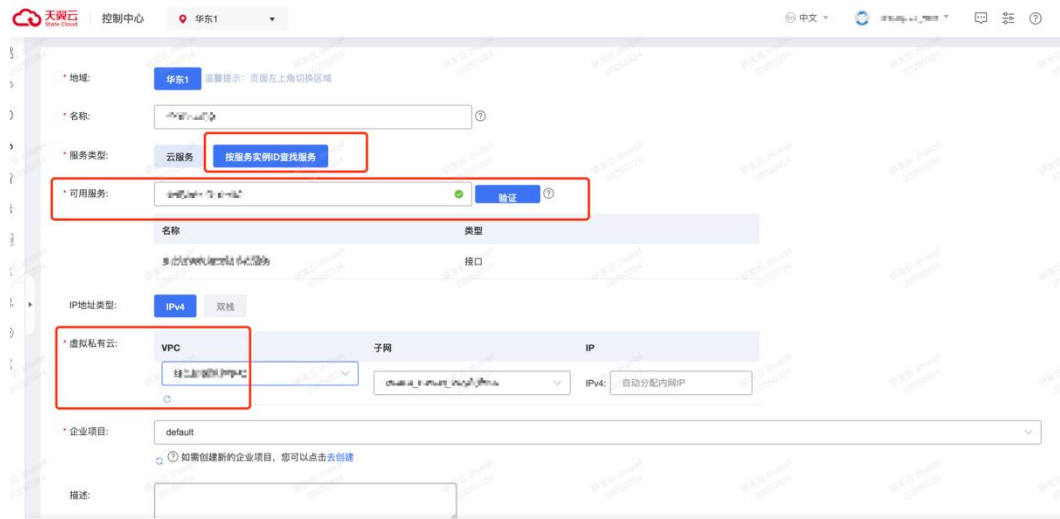 天翼云
State Cloud
控制中心
华东1
中文
* 地域:
华东1
温馨提示：页面左上角切换区域
* 名称:
* 服务类型:
云服务
按服务实例ID查找服务
* 可用服务:
验证
名称
类型
接口
IP地址类型:
IPv4
双栈
* 虚拟私有云:
VPC
子网
IP
IPv4:
自动分配内网IP
* 企业项目:
default
如需创建新的企业项目，您可以点击去创建
描述: